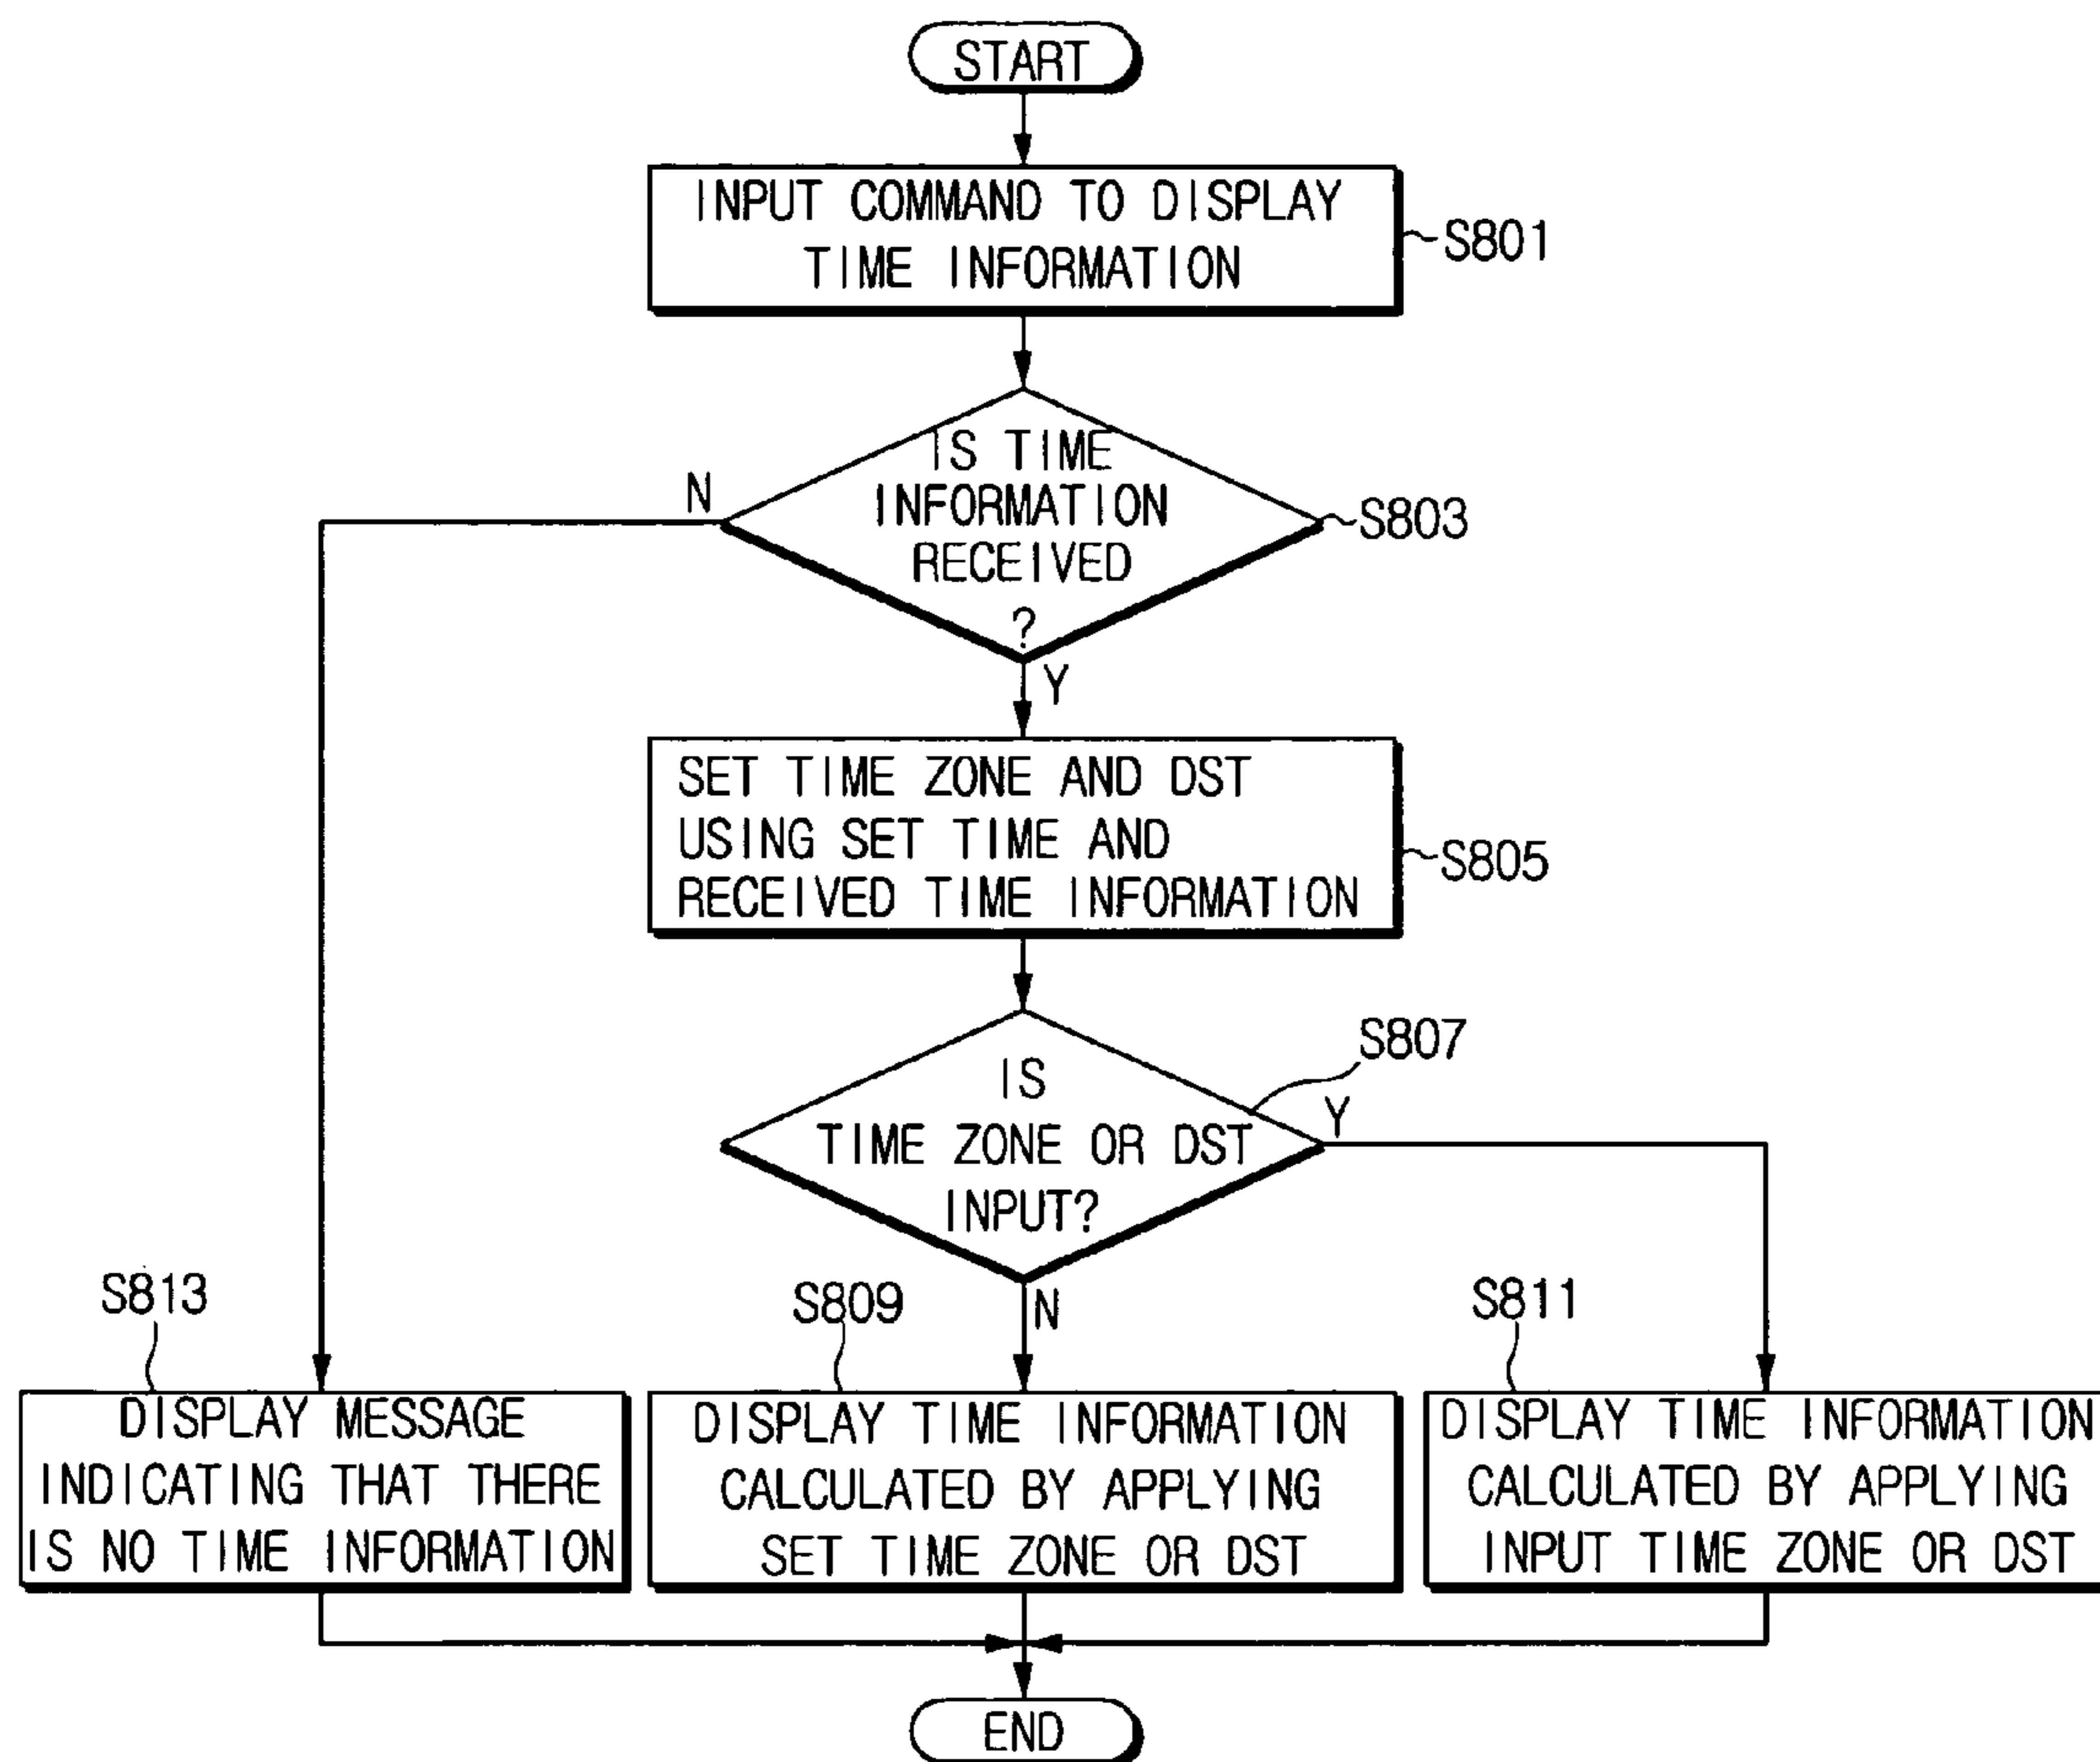 START
INPUT COMMAND TO DISPLAY
TIME INFORMATION
S801
IS TIME
INFORMATION
RECEIVED
?
S803
N
Y
SET TIME ZONE AND DST
USING SET TIME AND
RECEIVED TIME INFORMATION
S805
IS
TIME ZONE OR DST
INPUT?
S807
Y
N
S813
DISPLAY MESSAGE
INDICATING THAT THERE
IS NO TIME INFORMATION
S809
DISPLAY TIME INFORMATION
CALCULATED BY APPLYING
SET TIME ZONE OR DST
S811
DISPLAY TIME INFORMATION
CALCULATED BY APPLYING
INPUT TIME ZONE OR DST
END